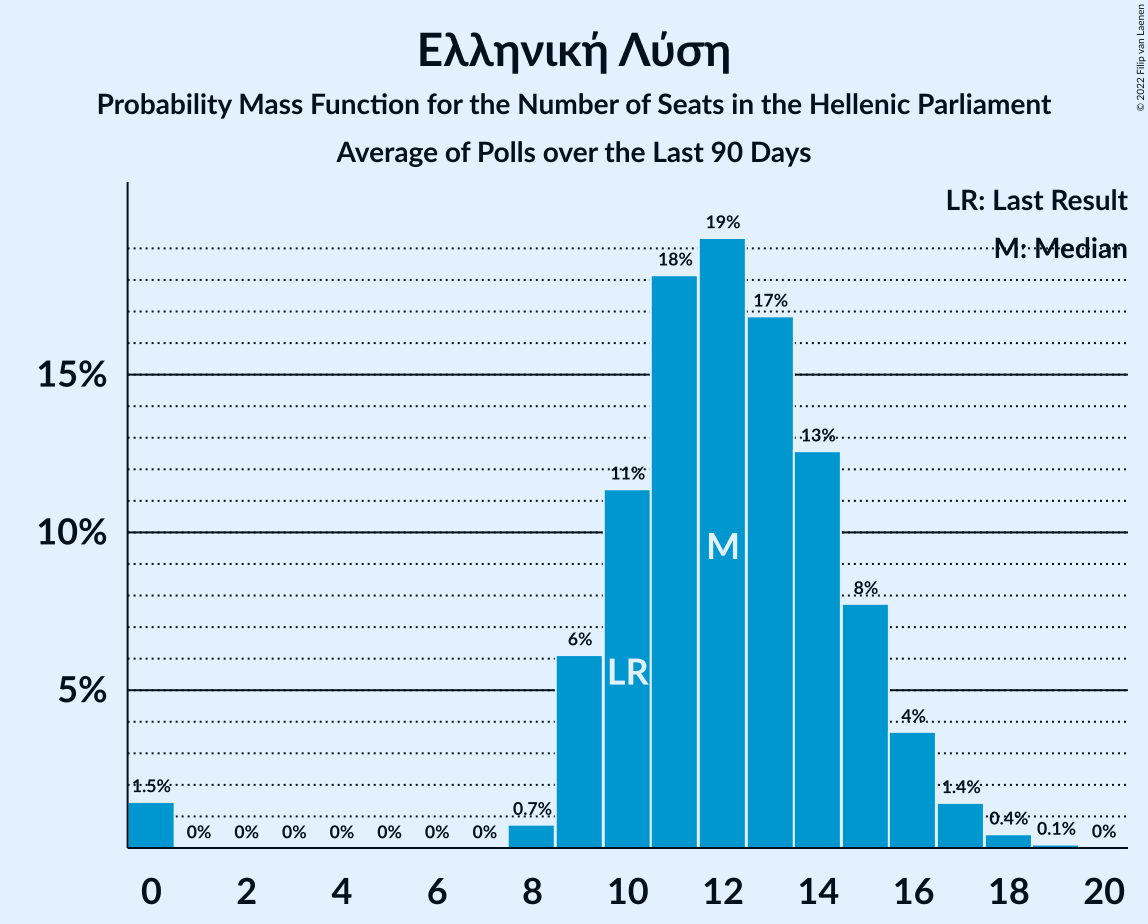 Ελληνική Λύση
Probability Mass Function for the Number of Seats in the Hellenic Parliament
Average of Polls over the Last 90 Days
© 2022 Filip van Laenen
LR: Last Result
M: Median
19%
18%
17%
15%
13%
11%
10%
M
8%
6%
LR
5%
4%
1.5%
0%
0%
0%
0%
0%
0%
0%
0.7%
1.4%
0.4%
0.1%
0%
0 2 4 6 8 10 12 14 16 18 20